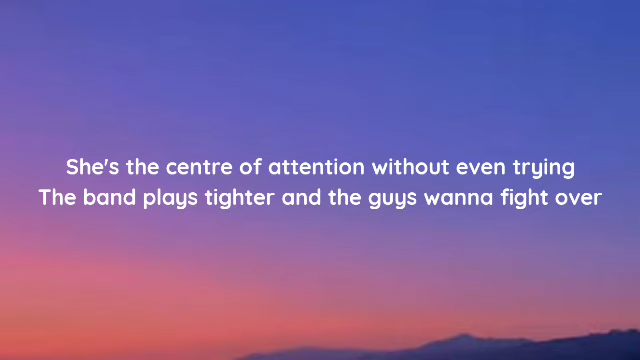 She's the centre of attention without even trying
The band plays tighter and the guys wanna fight over